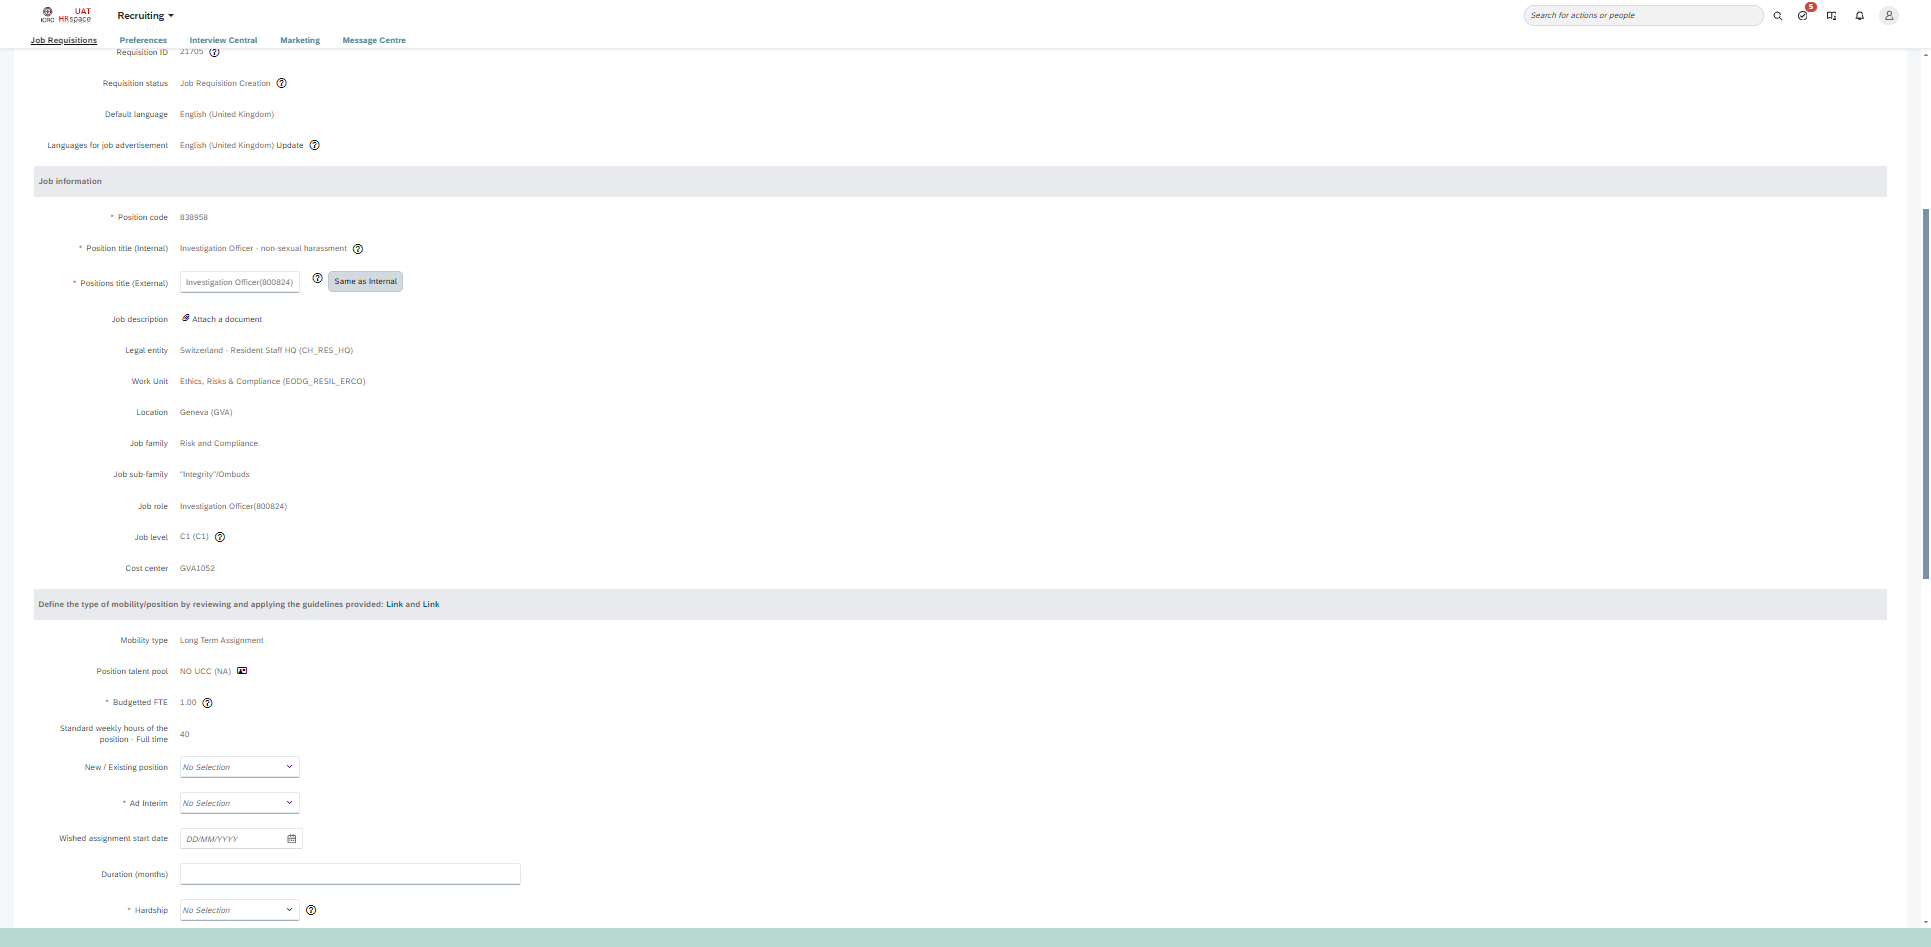 ICRC UAT HRspace Recruiting Search for actions or people 5
Job Requisitions Preferences Interview Central Marketing Message Centre
Requisition ID 21705
Requisition status Job Requisition Creation
Default language English (United Kingdom)
Languages for job advertisement English (United Kingdom) Update
Job information
* Position code 838958
* Position title (Internal) Investigation Officer - non-sexual harassment
* Positions title (External) Investigation Officer(800824) Same as Internal
Job description Attach a document
Legal entity Switzerland - Resident Staff HQ (CH_RES_HQ)
Work Unit Ethics, Risks & Compliance (EODG_RESIL_ERCO)
Location Geneva (GVA)
Job family Risk and Compliance
Job sub-family "Integrity"/Ombuds
Job role Investigation Officer(800824)
Job level C1 (C1)
Cost center GVA1052
Define the type of mobility/position by reviewing and applying the guidelines provided: Link and Link
Mobility type Long Term Assignment
Position talent pool NO UCC (NA)
* Budgetted FTE 1.00
Standard weekly hours of the
position - Full time 40
New / Existing position No Selection
* Ad Interim No Selection
Wished assignment start date DD/MM/YYYY
Duration (months)
* Hardship No Selection